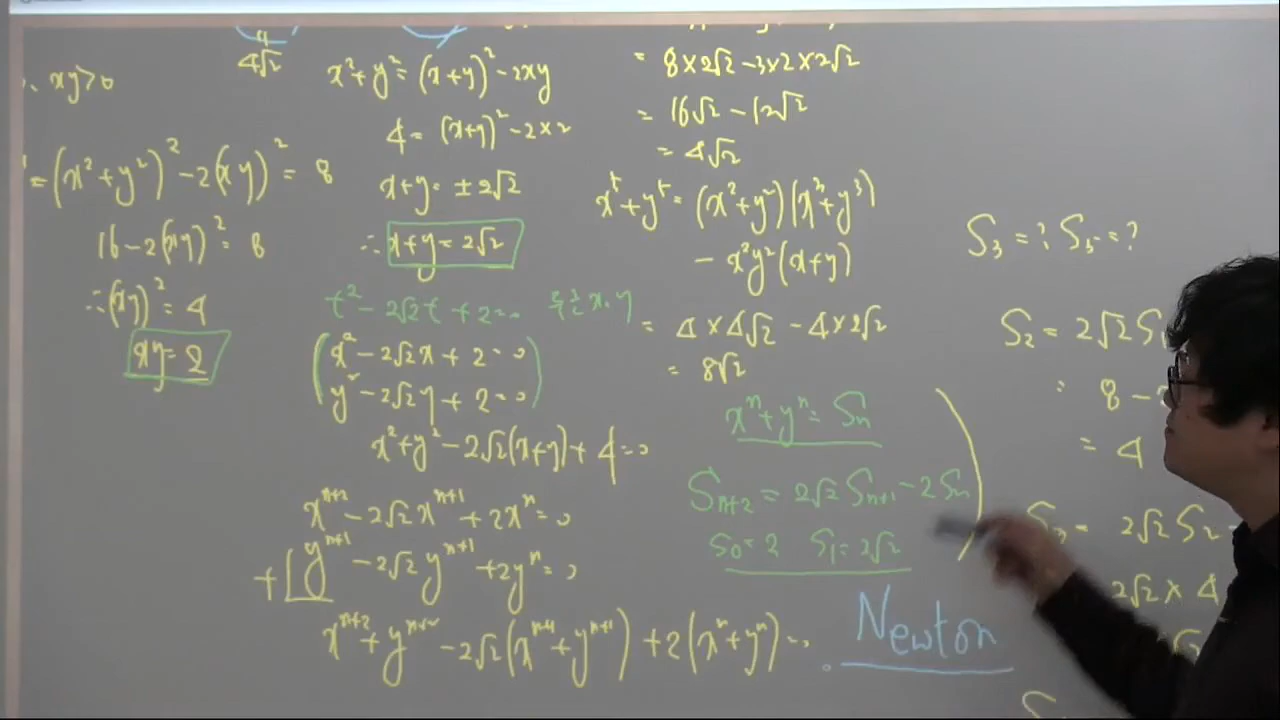 xy>0
=(x²+y²)²-2(xy)²=8
16-2(xy)²=8
∴(xy)²=4
xy=2
4√2
x²+y²=(x+y)²-2xy
4=(x+y)²-2×2
x+y=±2√2
∴ x+y=2√2
t²-2√2t+2=0 두근 x, y
x²-2√2x+2=0
y²-2√2y+2=0
x²+y²-2√2(x+y)+4=0
xⁿ⁺²-2√2xⁿ⁺¹+2xⁿ=0
+[yⁿ⁺¹-2√2yⁿ⁺¹+2yⁿ=0
xⁿ⁺²+yⁿ⁺²-2√2(xⁿ⁺¹+yⁿ⁺¹)+2(xⁿ+yⁿ)=0
= 8×2√2-3×2×2√2
= 16√2-12√2
= 4√2
x⁵+y⁵=(x²+y²)(x³+y³)
-x²y²(x+y)
= 4×4√2-4×2√2
= 8√2
xⁿ+yⁿ=Sₙ
Sₙ₊₂=2√2Sₙ₊₁-2Sₙ
S₀=2 S₁=2√2
Newton
S₃=? S₅=?
S₂=2√2S₁
= 8-
= 4
S₃= 2√2S₂-
2√2×4